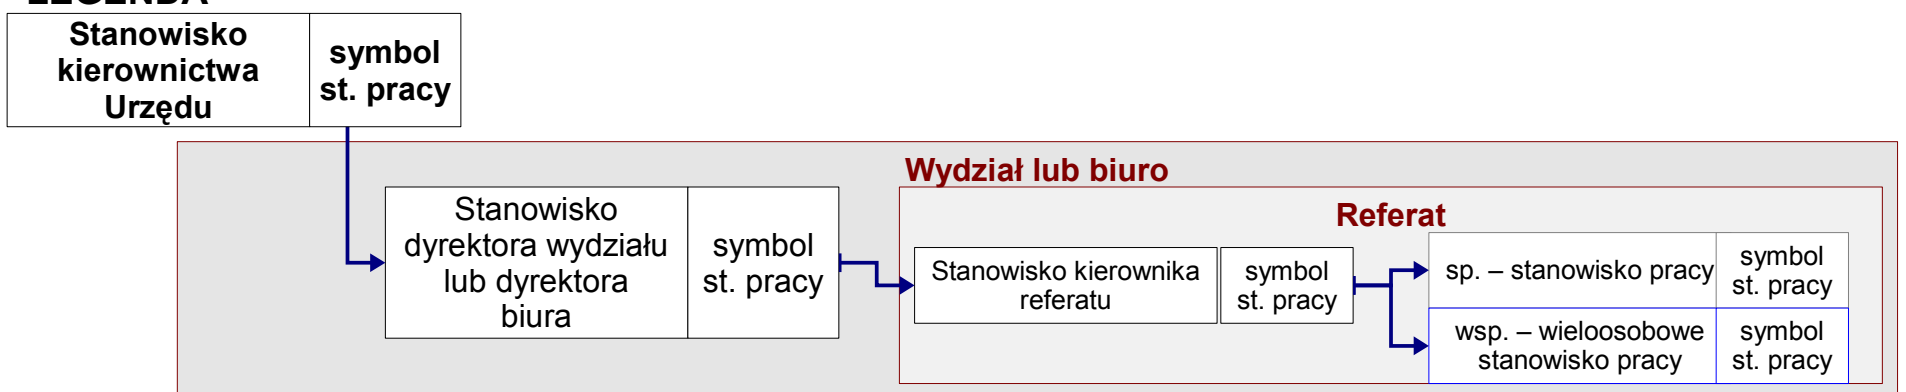 LEGENDA
Stanowisko
kierownictwa
Urzędu
symbol
st. pracy
Wydział lub biuro
Stanowisko
dyrektora wydziału
lub dyrektora
biura
symbol
st. pracy
Referat
Stanowisko kierownika
referatu
symbol
st. pracy
sp. – stanowisko pracy
symbol
st. pracy
wsp. – wieloosobowe
stanowisko pracy
symbol
st. pracy